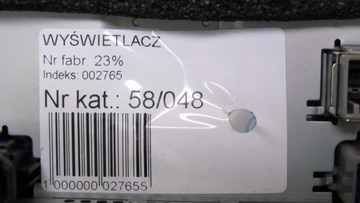 WYŚWIETLACZ
Nr fabr. 23%
Indeks: 002765
Nr kat.: 58/048
1 000000 027655